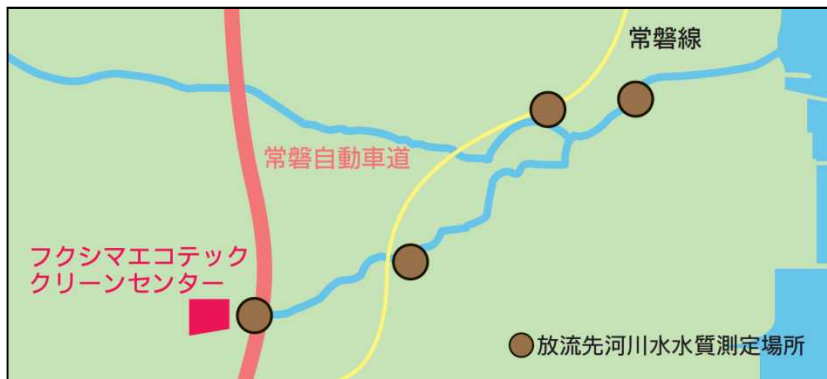 常磐線
常磐自動車道
フクシマエコテック
クリーンセンター
放流先河川水水質測定場所